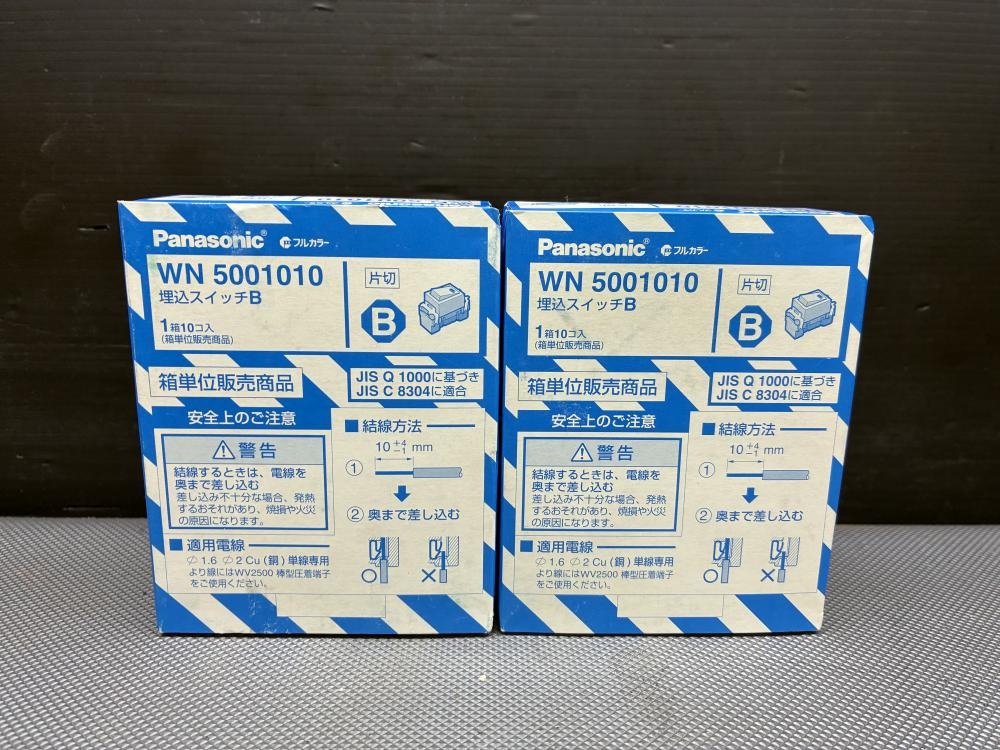 Panasonic® フルカラー
WN 5001010
埋込スイッチB
1箱10コ入
(箱単位販売商品)
片切
B
箱単位販売商品
JIS Q 1000に基づき
JIS C 8304に適合
安全上のご注意
⚠警告
結線するときは、電線を
奥まで差し込む
差し込み不十分な場合、発熱
するおそれがあり、焼損や火災
の原因になります。
■結線方法
10 +4 -1 mm
①
②奥まで差し込む
■適用電線
∅1.6 ∅2 Cu(銅)単線専用
より線にはWV2500 棒型圧着端子
をご使用ください。
○ ×
Panasonic® フルカラー
WN 5001010
埋込スイッチB
1箱10コ入
(箱単位販売商品)
片切
B
箱単位販売商品
JIS Q 1000に基づき
JIS C 8304に適合
安全上のご注意
⚠警告
結線するときは、電線を
奥まで差し込む
差し込み不十分な場合、発熱
するおそれがあり、焼損や火災
の原因になります。
■結線方法
10 +4 -1 mm
①
②奥まで差し込む
■適用電線
∅1.6 ∅2 Cu(銅)単線専用
より線にはWV2500 棒型圧着端子
をご使用ください。
○ ×